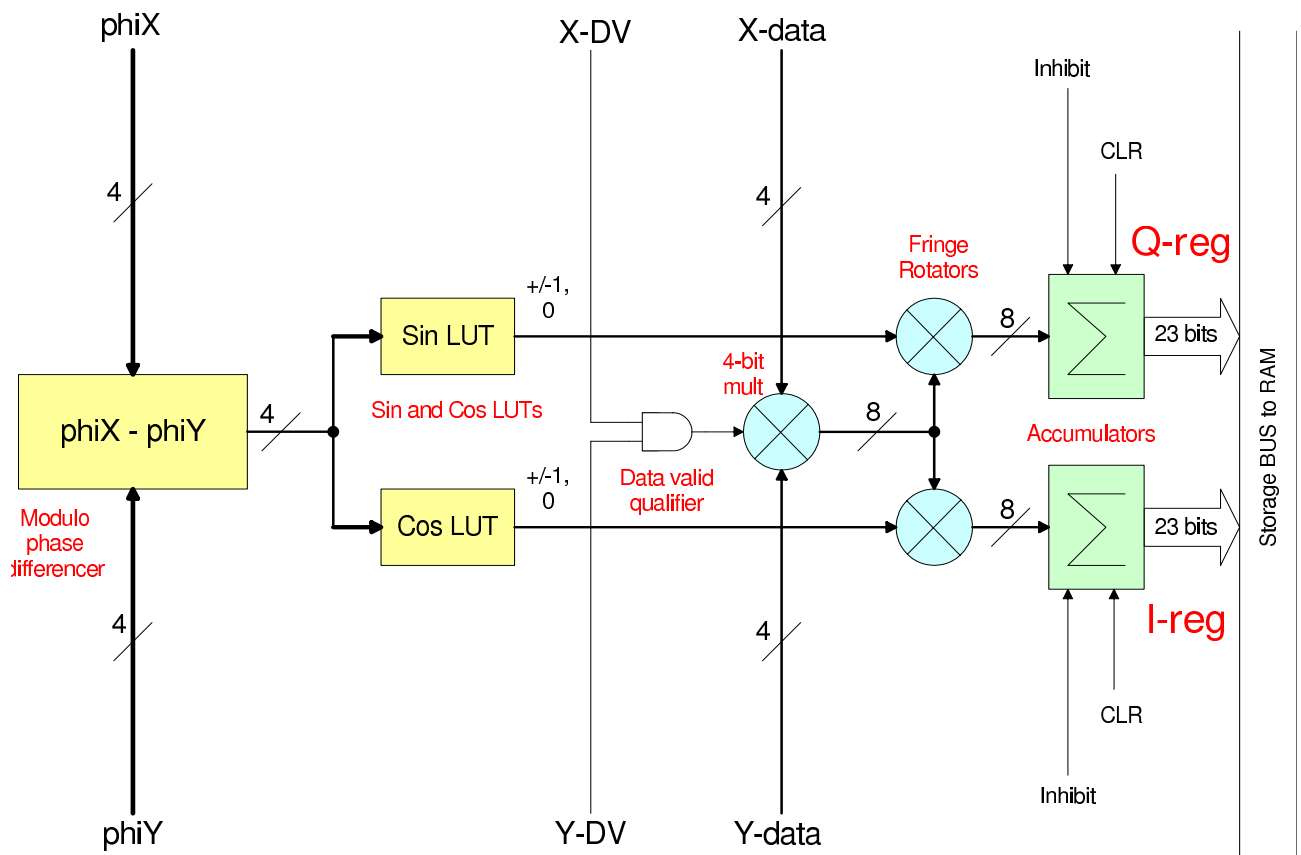 phiX
X-DV
X-data
Inhibit
CLR
4
4
Q-reg
Fringe
Rotators
+/-1,
0
Sin LUT
8
23 bits
4-bit
mult
phiX - phiY
4
Sin and Cos LUTs
8
Accumulators
Storage BUS to RAM
Data valid
qualifier
+/-1,
0
Cos LUT
8
23 bits
Modulo
phase
differencer
4
4
I-reg
CLR
Inhibit
phiY
Y-DV
Y-data